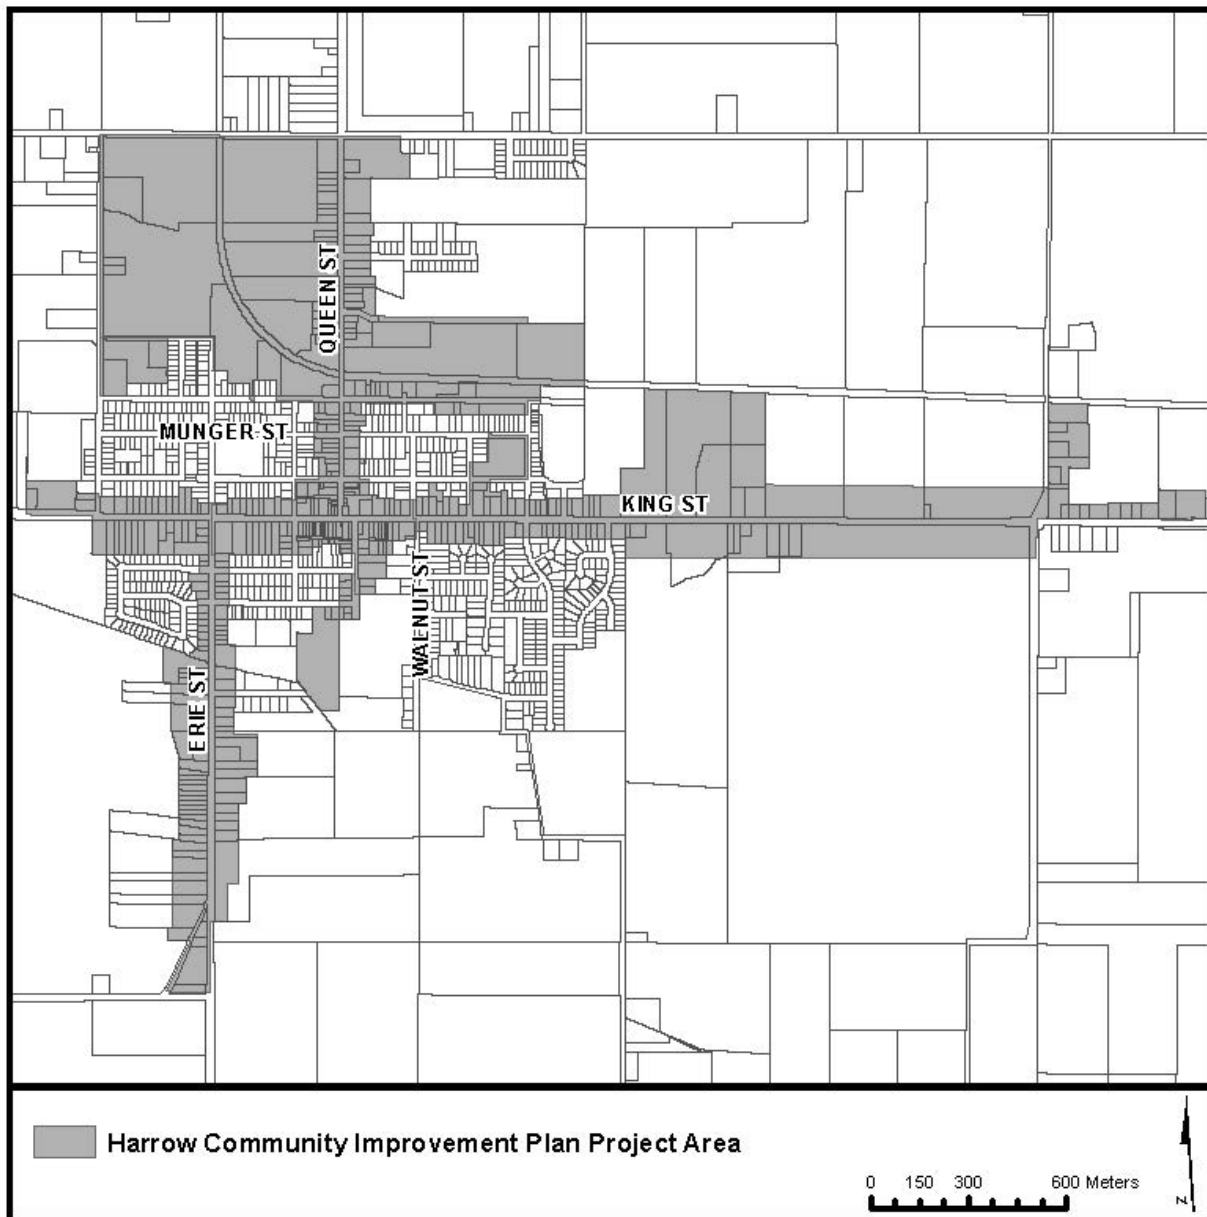 QUEEN ST
MUNGER ST
KING ST
WALNUT ST
ERIE ST
Harrow Community Improvement Plan Project Area
0 150 300 600 Meters
N